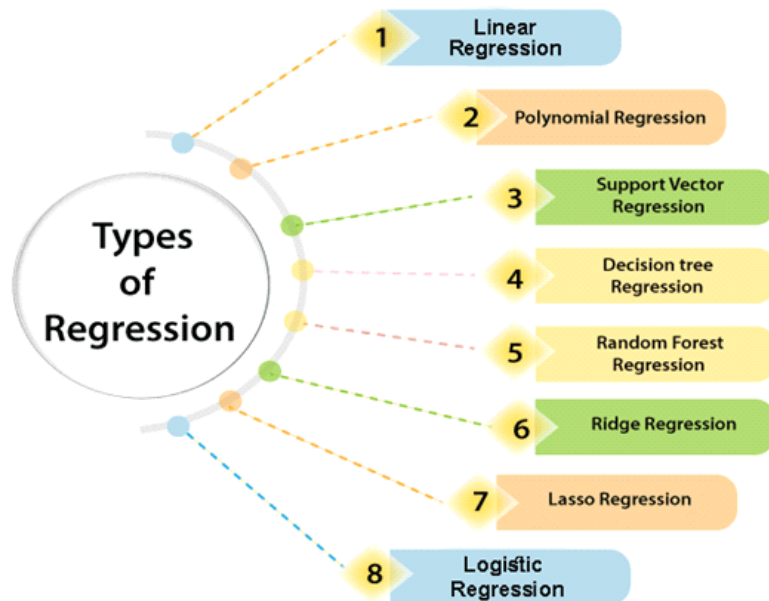 Types
of
Regression
1
Linear
Regression
2
Polynomial Regression
3
Support Vector
Regression
4
Decision tree
Regression
5
Random Forest
Regression
6
Ridge Regression
7
Lasso Regression
8
Logistic
Regression